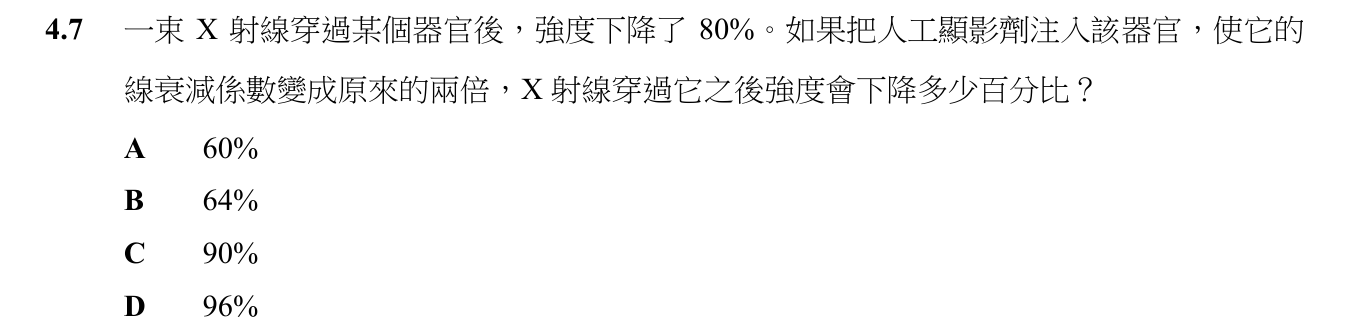 4.7 一束 X 射線穿過某個器官後，強度下降了 80%。如果把人工顯影劑注入該器官，使它的
線衰減係數變成原來的兩倍，X 射線穿過它之後強度會下降多少百分比？
A 60%
B 64%
C 90%
D 96%